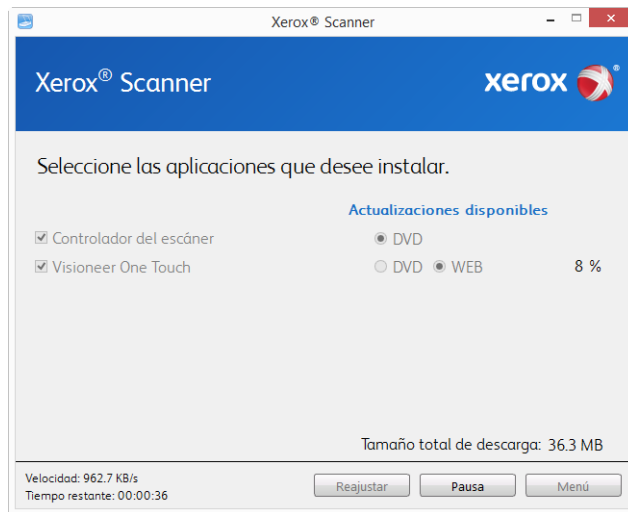 Xerox® Scanner
Xerox® Scanner
xerox®
Seleccione las aplicaciones que desee instalar.
Actualizaciones disponibles
Controlador del escáner DVD
Visioneer One Touch DVD WEB 8 %
Tamaño total de descarga: 36.3 MB
Velocidad: 962.7 KB/s
Tiempo restante: 00:00:36
Reajustar Pausa Menú